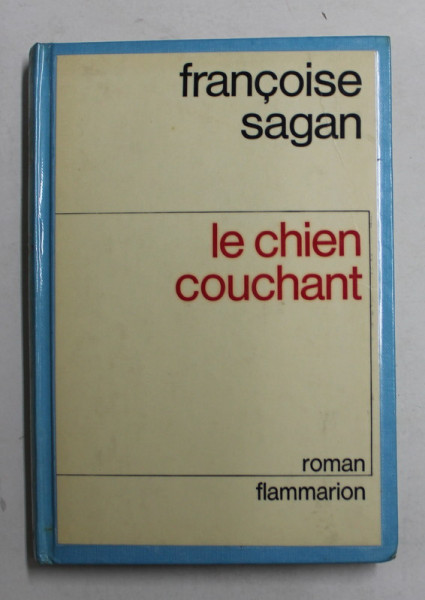 françoise
sagan
le chien
couchant
roman
flammarion